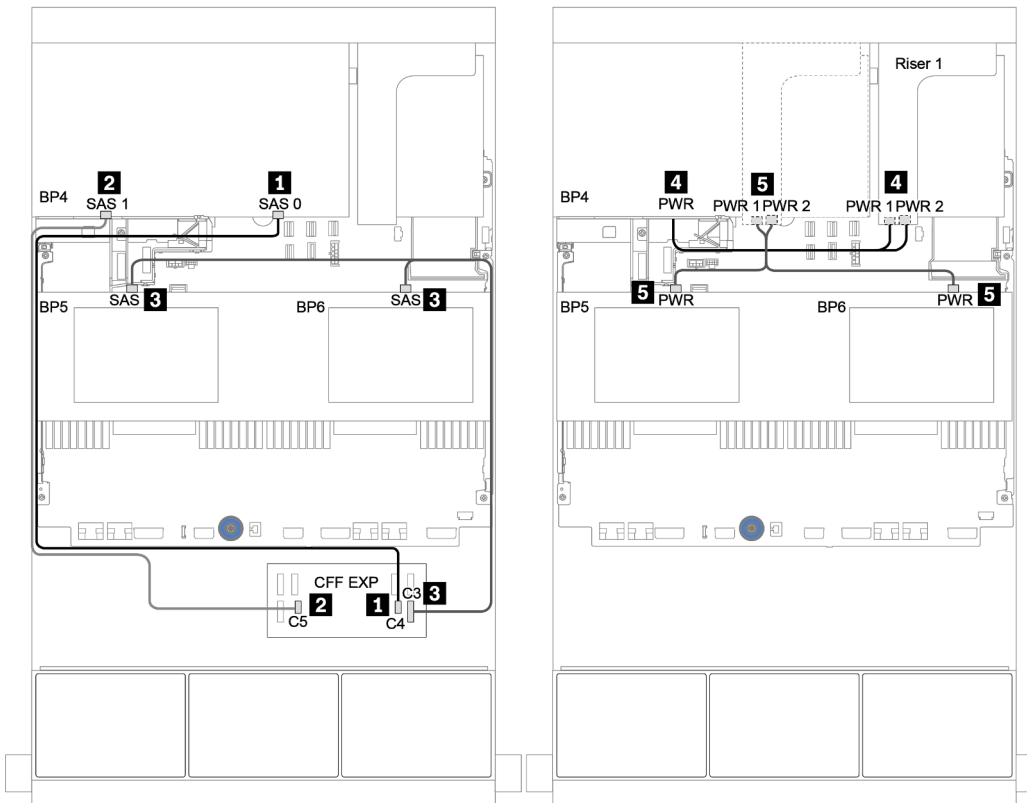 BP4
2
SAS 1
1
SAS 0
SAS 3
SAS 3
BP5
BP6
CFF EXP
C3 3
2
1
C5
C4
Riser 1
BP4
4
PWR
5
PWR 1 PWR 2
4
PWR 1 PWR 2
5 PWR
PWR 5
BP5
BP6